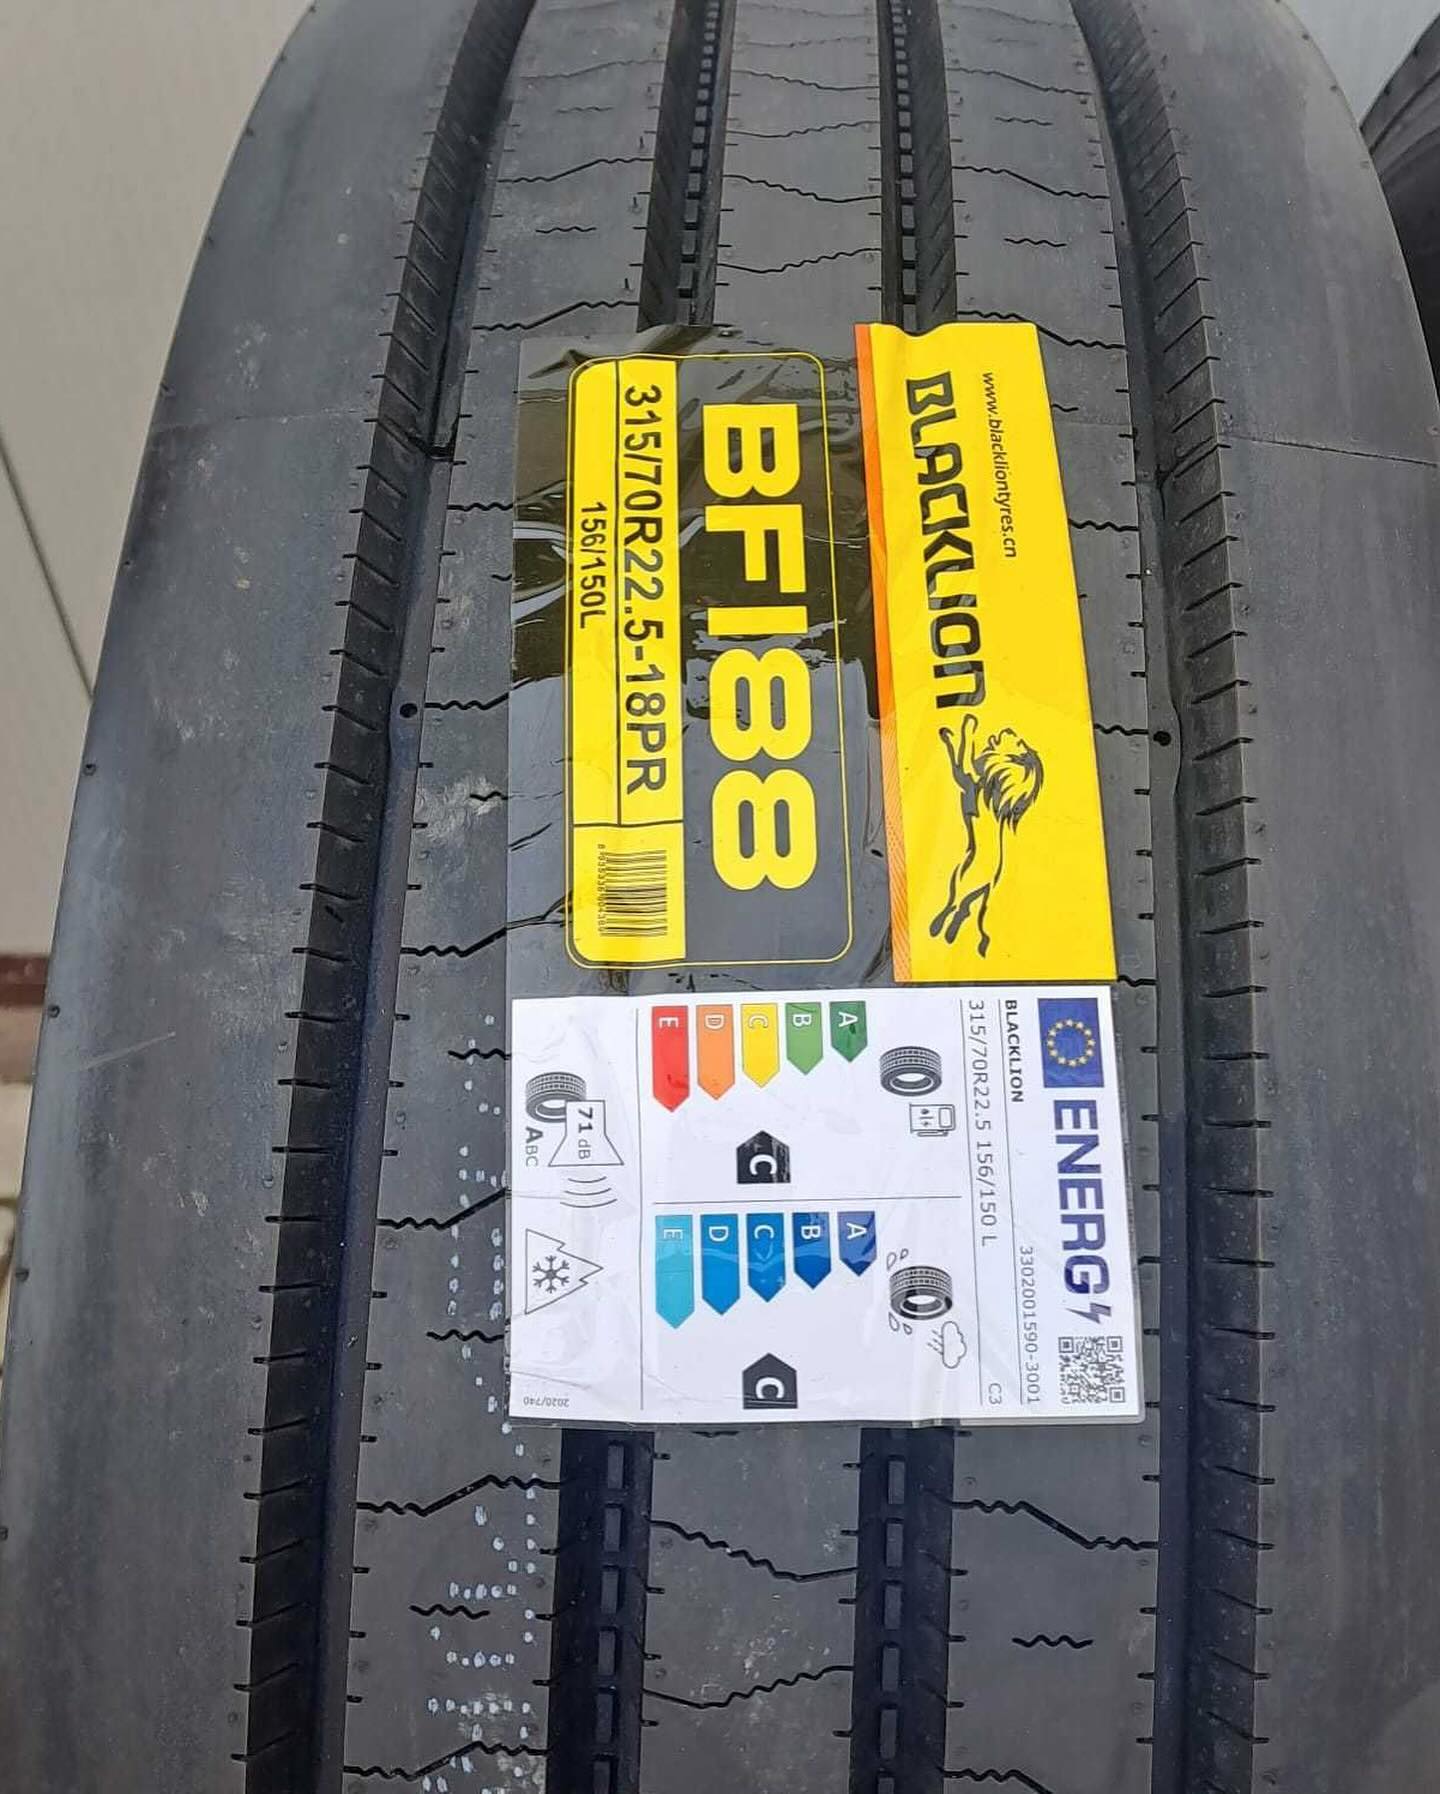 www.blackliontyres.cn
BLACKLION
BF188
315/70R22.5-18PR
156/150L
ENERG
BLACKLION
3302001590-3001
315/70R22.5 156/150 L
C3
A
B
C
D
E
C
A
B
C
D
E
C
71 dB
ABC
2020/740